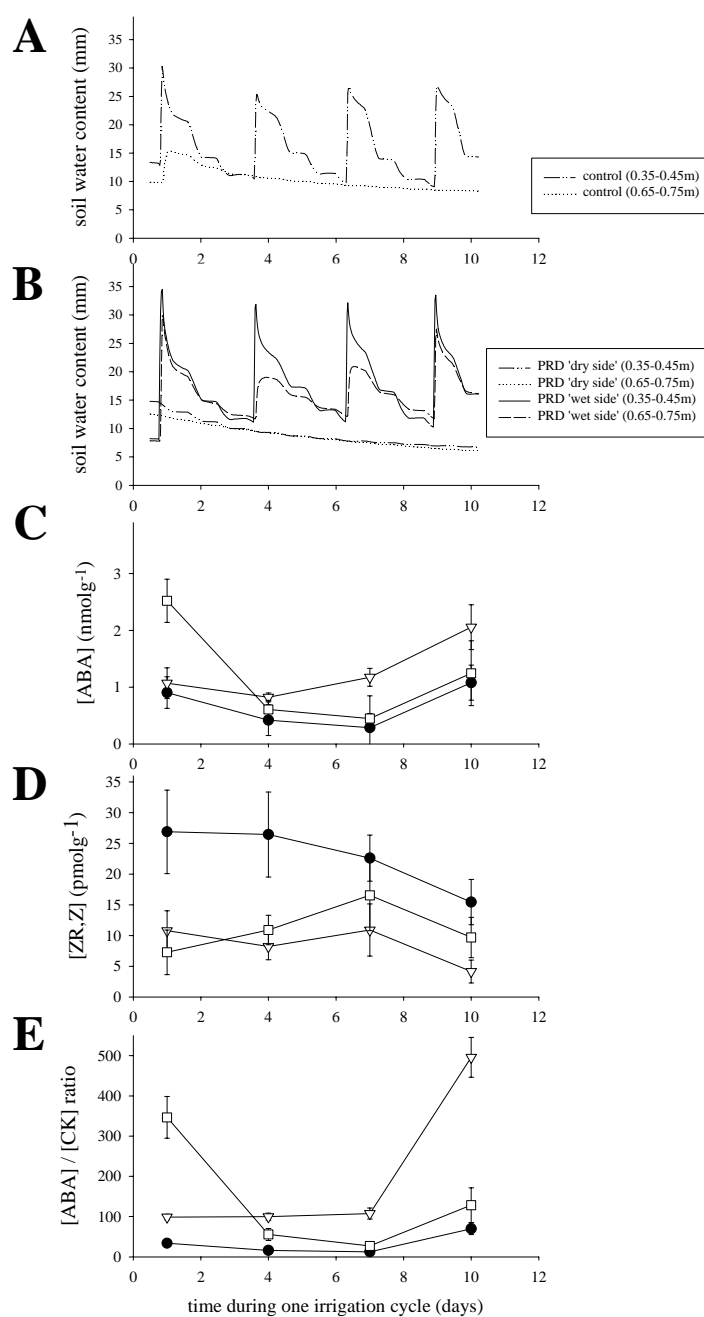 A
soil water content (mm)
35
30
25
20
15
10
5
0
0 2 4 6 8 10 12
control (0.35-0.45m)
control (0.65-0.75m)
B
soil water content (mm)
35
30
25
20
15
10
5
0
0 2 4 6 8 10 12
PRD 'dry side' (0.35-0.45m)
PRD 'dry side' (0.65-0.75m)
PRD 'wet side' (0.35-0.45m)
PRD 'wet side' (0.65-0.75m)
C
[ABA] (nmolg-1)
3
2
1
0
0 2 4 6 8 10 12
D
[ZR,Z] (pmolg-1)
35
30
25
20
15
10
5
0
0 2 4 6 8 10 12
E
[ABA] / [CK] ratio
500
400
300
200
100
0
0 2 4 6 8 10 12
time during one irrigation cycle (days)